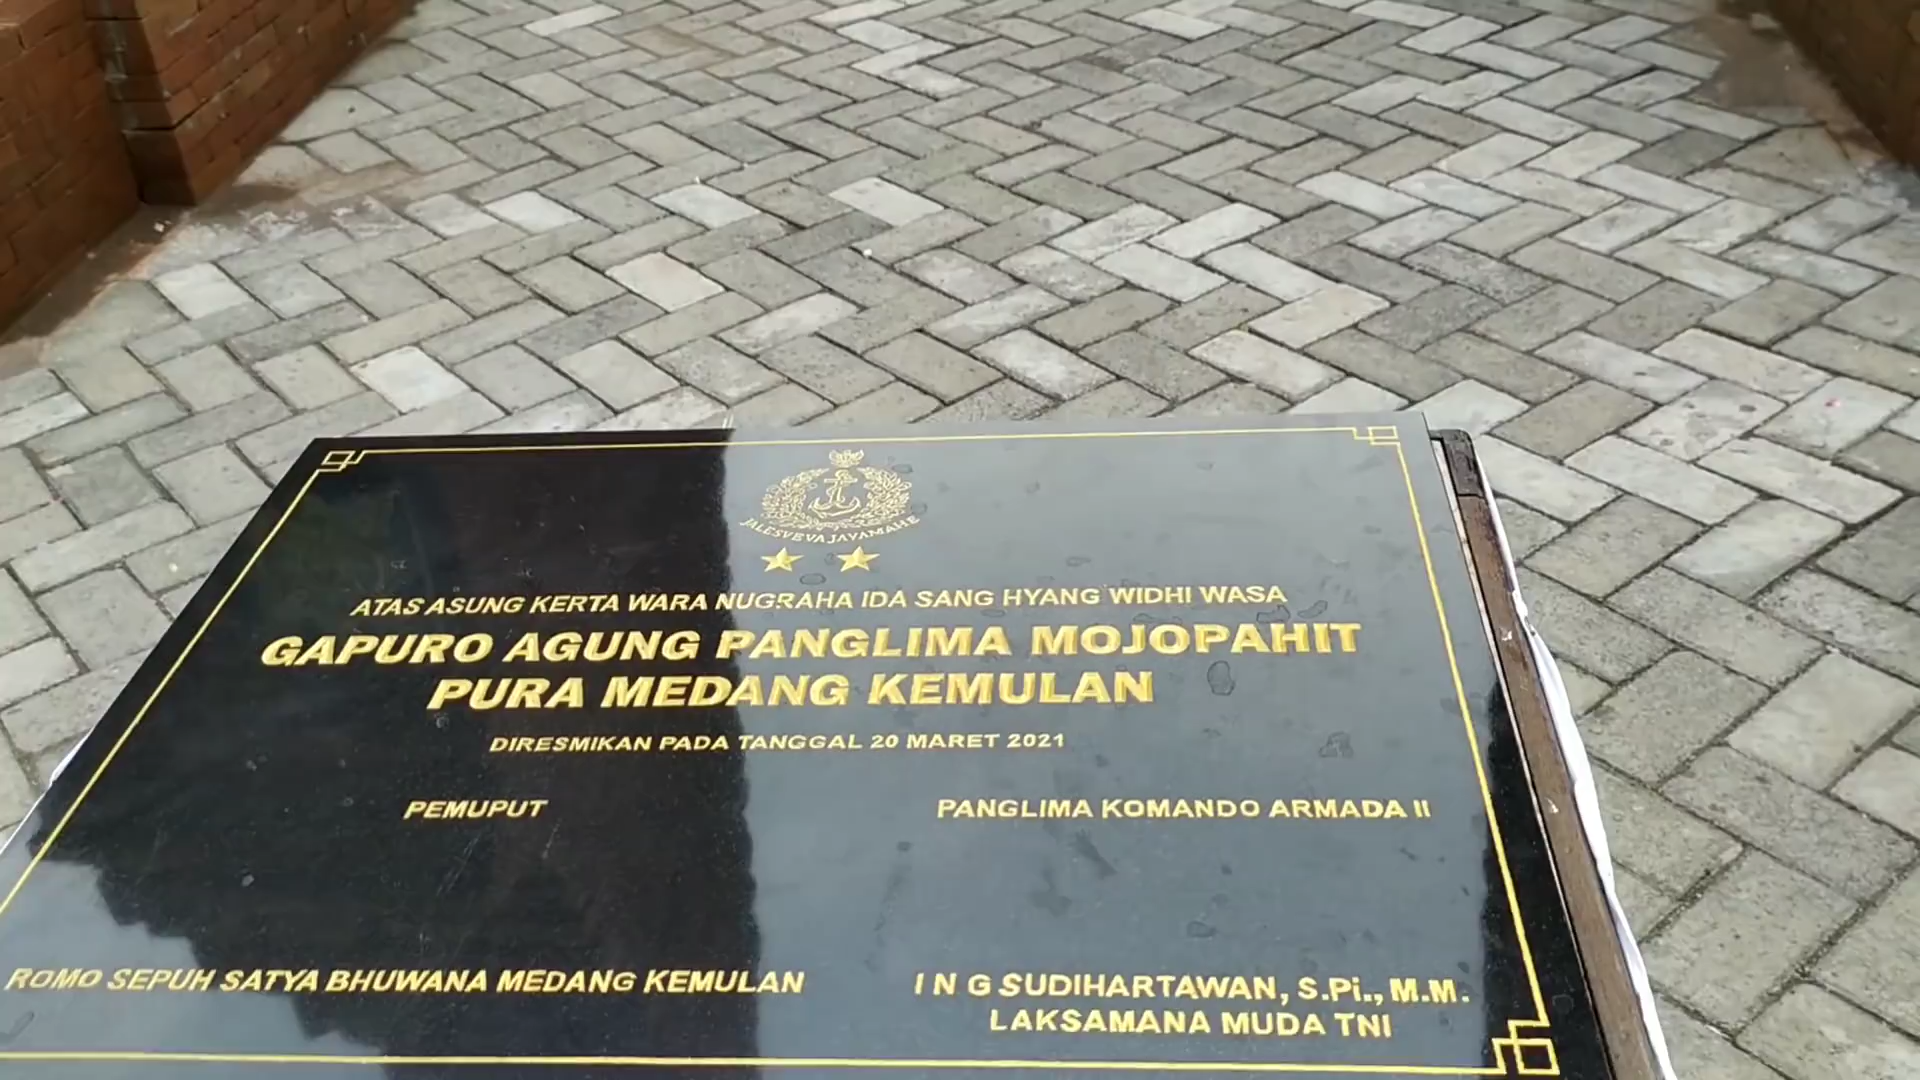 JALESVEVA JAYAMAHE
ATAS ASUNG KERTA WARA NUGRAHA IDA SANG HYANG WIDHI WASA
GAPURO AGUNG PANGLIMA MOJOPAHIT
PURA MEDANG KEMULAN
DIRESMIKAN PADA TANGGAL 20 MARET 2021
PEMUPUT
PANGLIMA KOMANDO ARMADA II
ROMO SEPUH SATYA BHUWANA MEDANG KEMULAN
I N G SUDIHARTAWAN, S.Pi., M.M.
LAKSAMANA MUDA TNI